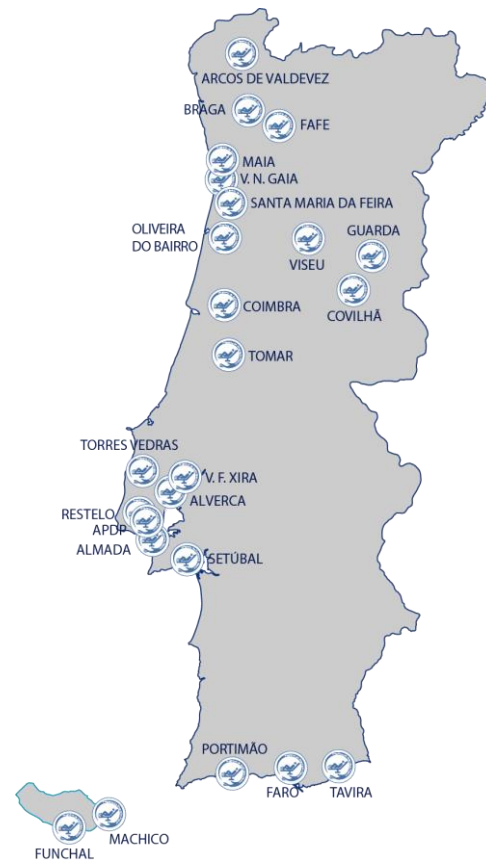 ARCOS DE VALDEVEZ
BRAGA
FAFE
MAIA
V. N. GAIA
SANTA MARIA DA FEIRA
OLIVEIRA
DO BAIRRO
VISEU
GUARDA
COVILHÃ
COIMBRA
TOMAR
TORRES VEDRAS
V. F. XIRA
ALVERCA
RESTELO
APDP
ALMADA
SETÚBAL
PORTIMÃO
FARO
TAVIRA
MACHICO
FUNCHAL